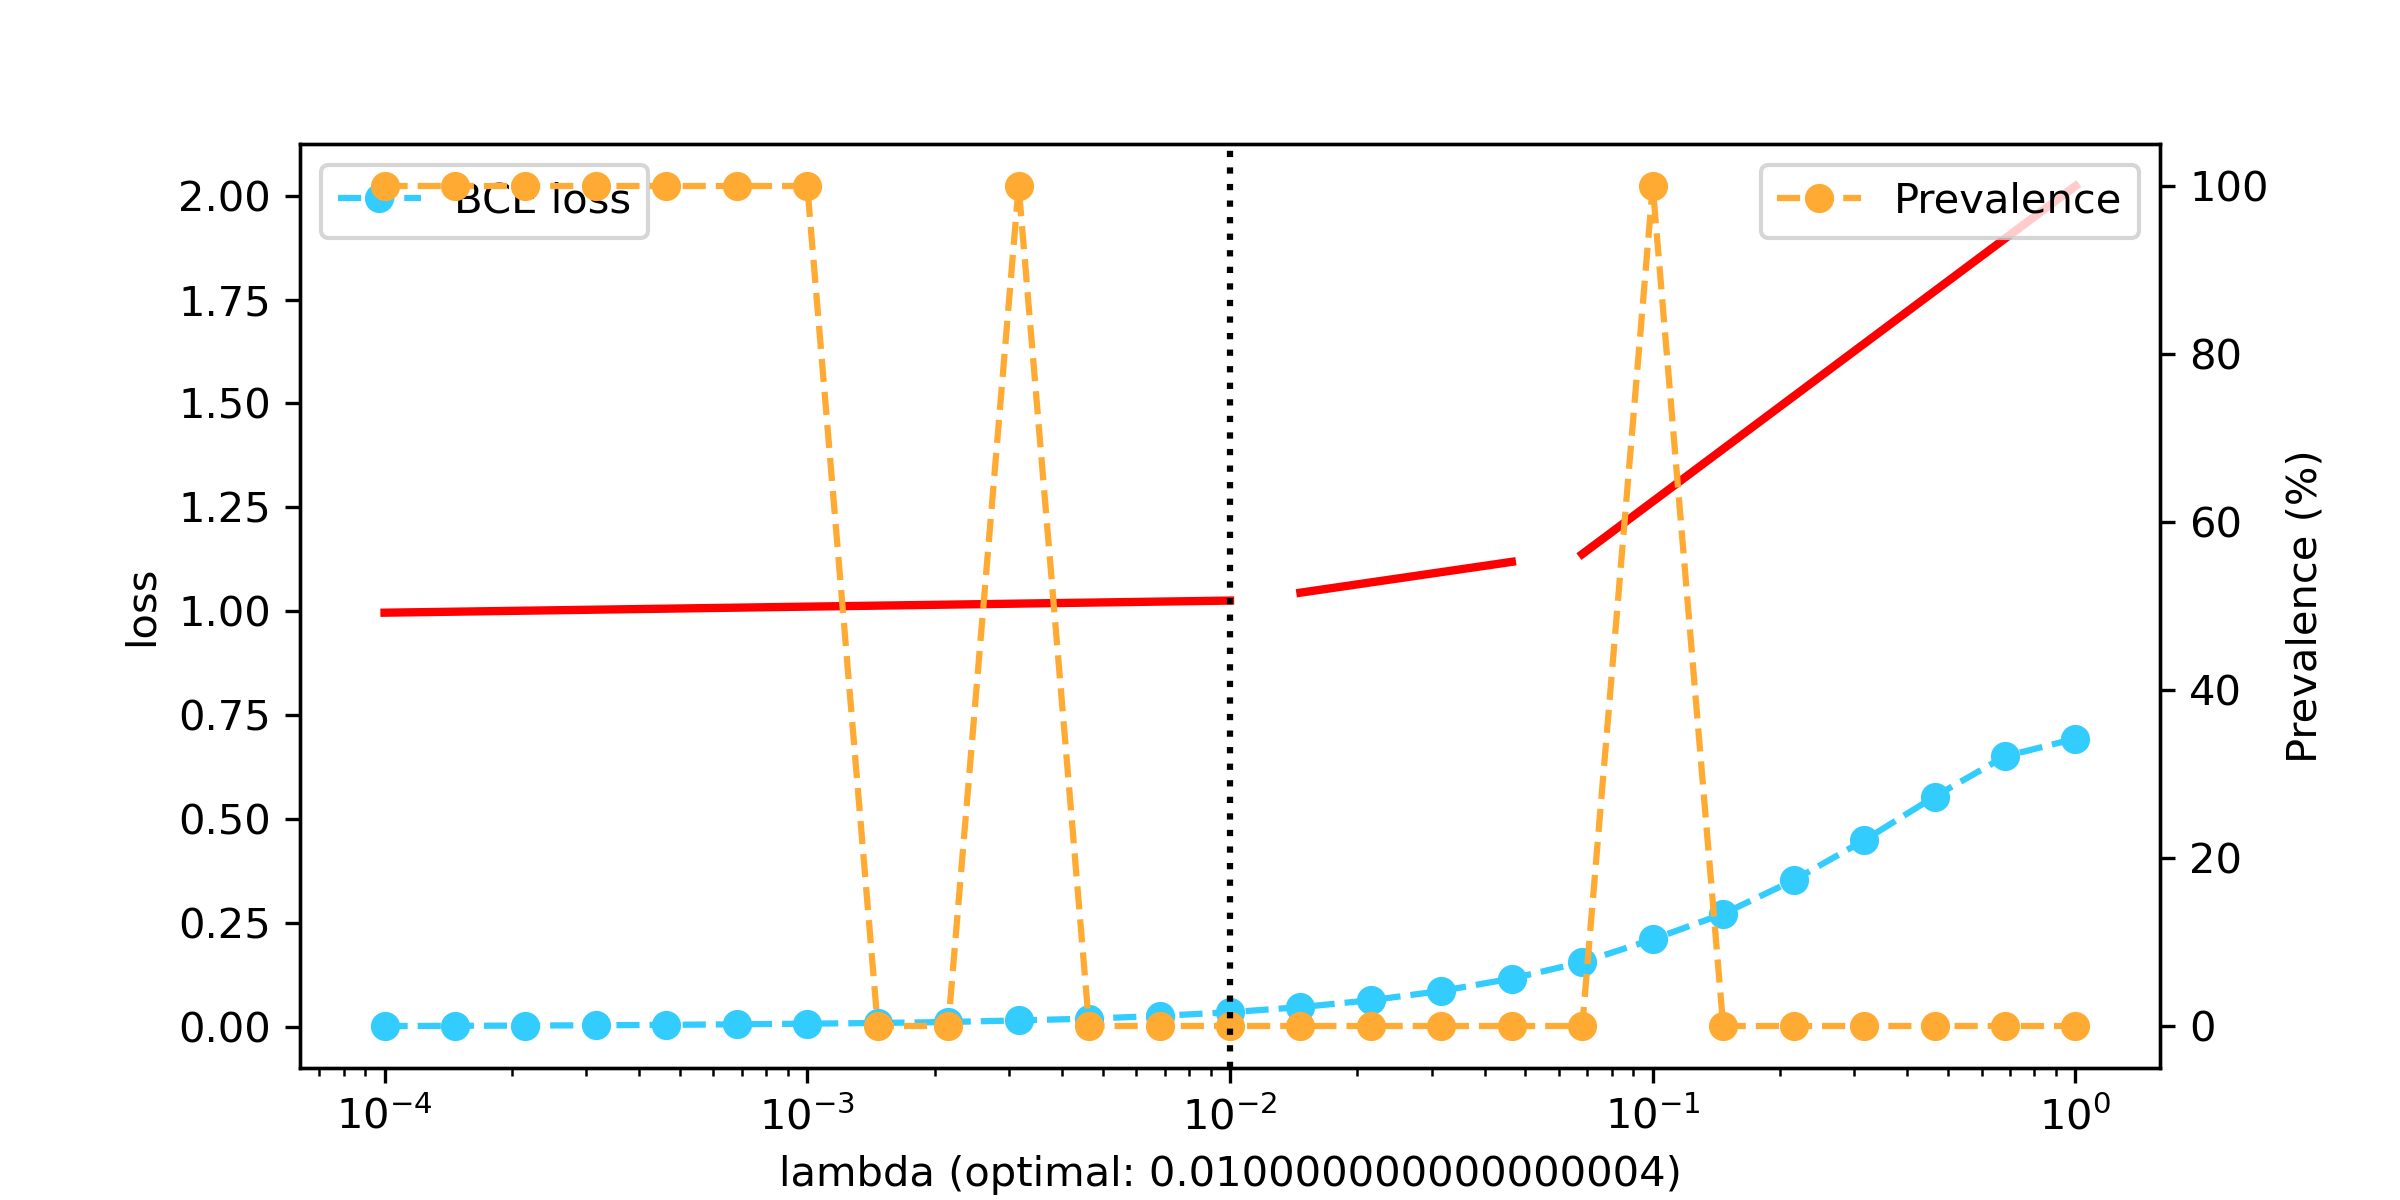 BCE loss
Prevalence
2.00
1.75
1.50
1.25
1.00
0.75
0.50
0.25
0.00
loss
100
80
60
40
20
0
Prevalence (%)
10⁻⁴ 10⁻³ 10⁻² 10⁻¹ 10⁰
lambda (optimal: 0.010000000000000004)